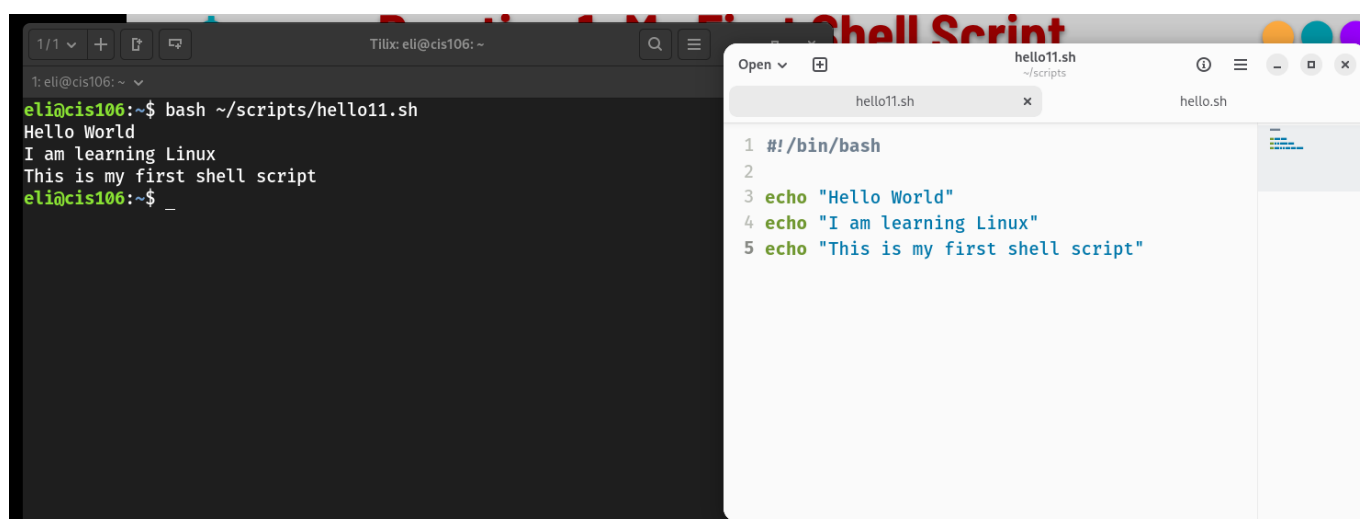 Shell Script
1/1
Tilix: eli@cis106: ~
1: eli@cis106: ~
eli@cis106:~$ bash ~/scripts/hello11.sh
Hello World
I am learning Linux
This is my first shell script
eli@cis106:~$ _
Open
hello11.sh
~/scripts
hello11.sh
hello.sh
1 #!/bin/bash
2
3 echo "Hello World"
4 echo "I am learning Linux"
5 echo "This is my first shell script"